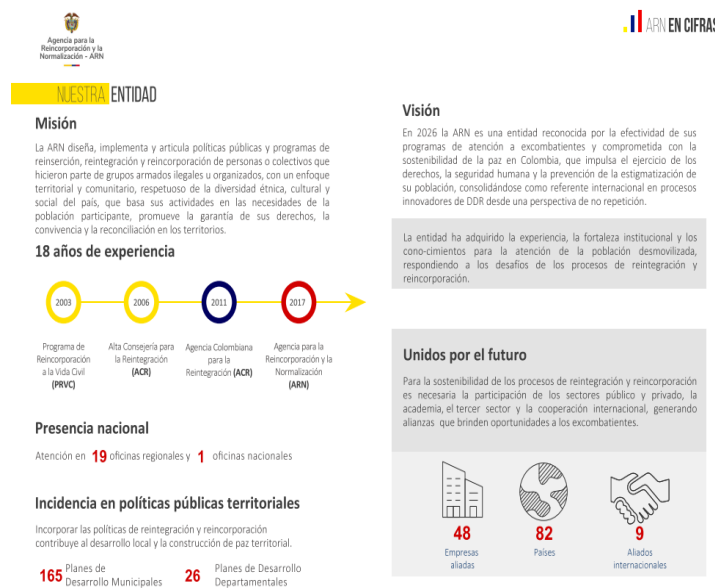 Agencia para la
Reincorporación y la
Normalización - ARN
ARN EN CIFRAS
NUESTRA ENTIDAD
Misión
La ARN diseña, implementa y articula políticas públicas y programas de
reinserción, reintegración y reincorporación de personas o colectivos que
hicieron parte de grupos armados ilegales u organizados, con un enfoque
territorial y comunitario, respetuoso de la diversidad étnica, cultural y
social del país, que basa sus actividades en las necesidades de la
población participante, promueve la garantía de sus derechos, la
convivencia y la reconciliación en los territorios.
18 años de experiencia
2003
2006
2011
2017
Programa de
Reincorporación
a la Vida Civil
(PRVC)
Alta Consejería para
la Reintegración
(ACR)
Agencia Colombiana
para la
Reintegración (ACR)
Agencia para la
Reincorporación y la
Normalización
(ARN)
Presencia nacional
Atención en 19 oficinas regionales y 1 oficinas nacionales
Incidencia en políticas públicas territoriales
Incorporar las políticas de reintegración y reincorporación
contribuye al desarrollo local y la construcción de paz territorial.
165 Planes de
Desarrollo Municipales
26 Planes de Desarrollo
Departamentales
Visión
En 2026 la ARN es una entidad reconocida por la efectividad de sus
programas de atención a excombatientes y comprometida con la
sostenibilidad de la paz en Colombia, que impulsa el ejercicio de los
derechos, la seguridad humana y la prevención de la estigmatización de
su población, consolidándose como referente internacional en procesos
innovadores de DDR desde una perspectiva de no repetición.
La entidad ha adquirido la experiencia, la fortaleza institucional y los
cono-cimientos para la atención de la población desmovilizada,
respondiendo a los desafíos de los procesos de reintegración y
reincorporación.
Unidos por el futuro
Para la sostenibilidad de los procesos de reintegración y reincorporación
es necesaria la participación de los sectores público y privado, la
academia, el tercer sector y la cooperación internacional, generando
alianzas que brinden oportunidades a los excombatientes.
48
Empresas
aliadas
82
Países
9
Aliados
internacionales